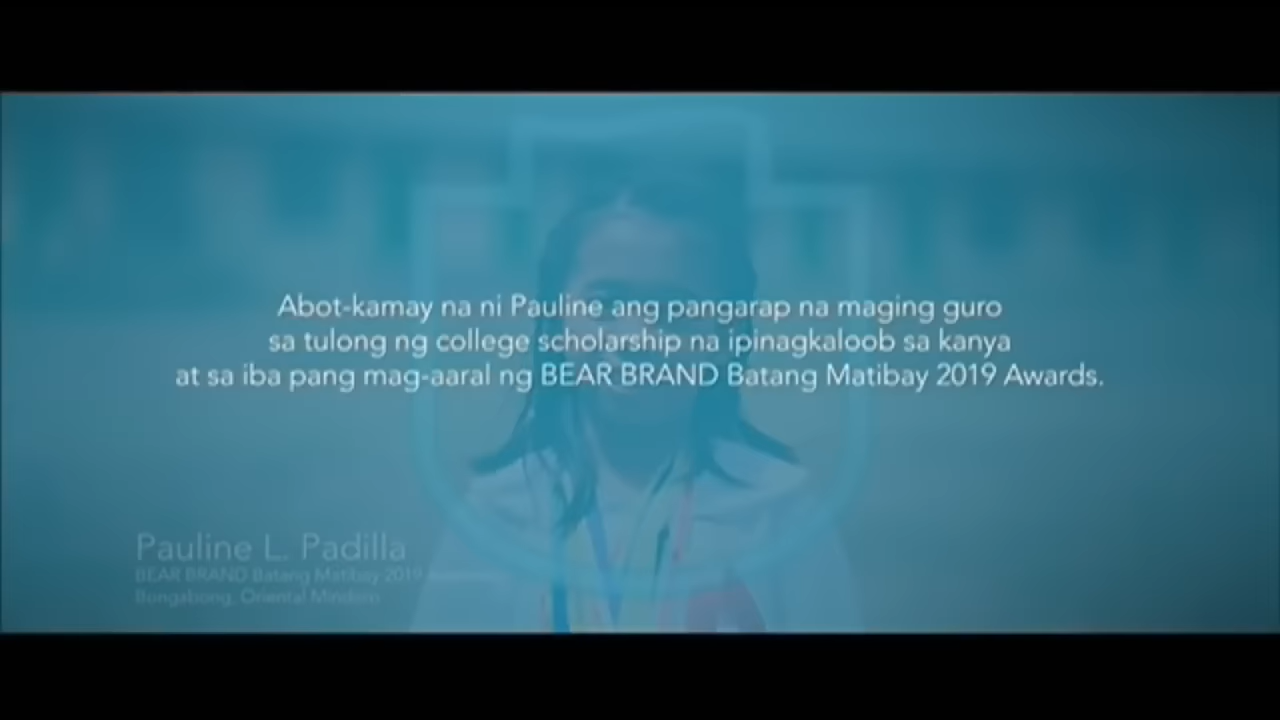 Abot-kamay na ni Pauline ang pangarap na maging guro
sa tulong ng college scholarship na ipinagkaloob sa kanya
at sa iba pang mag-aaral ng BEAR BRAND Batang Matibay 2019 Awards.
Pauline L. Padilla
BEAR BRAND Batang Matibay 2019
Bongabong, Oriental Mindoro